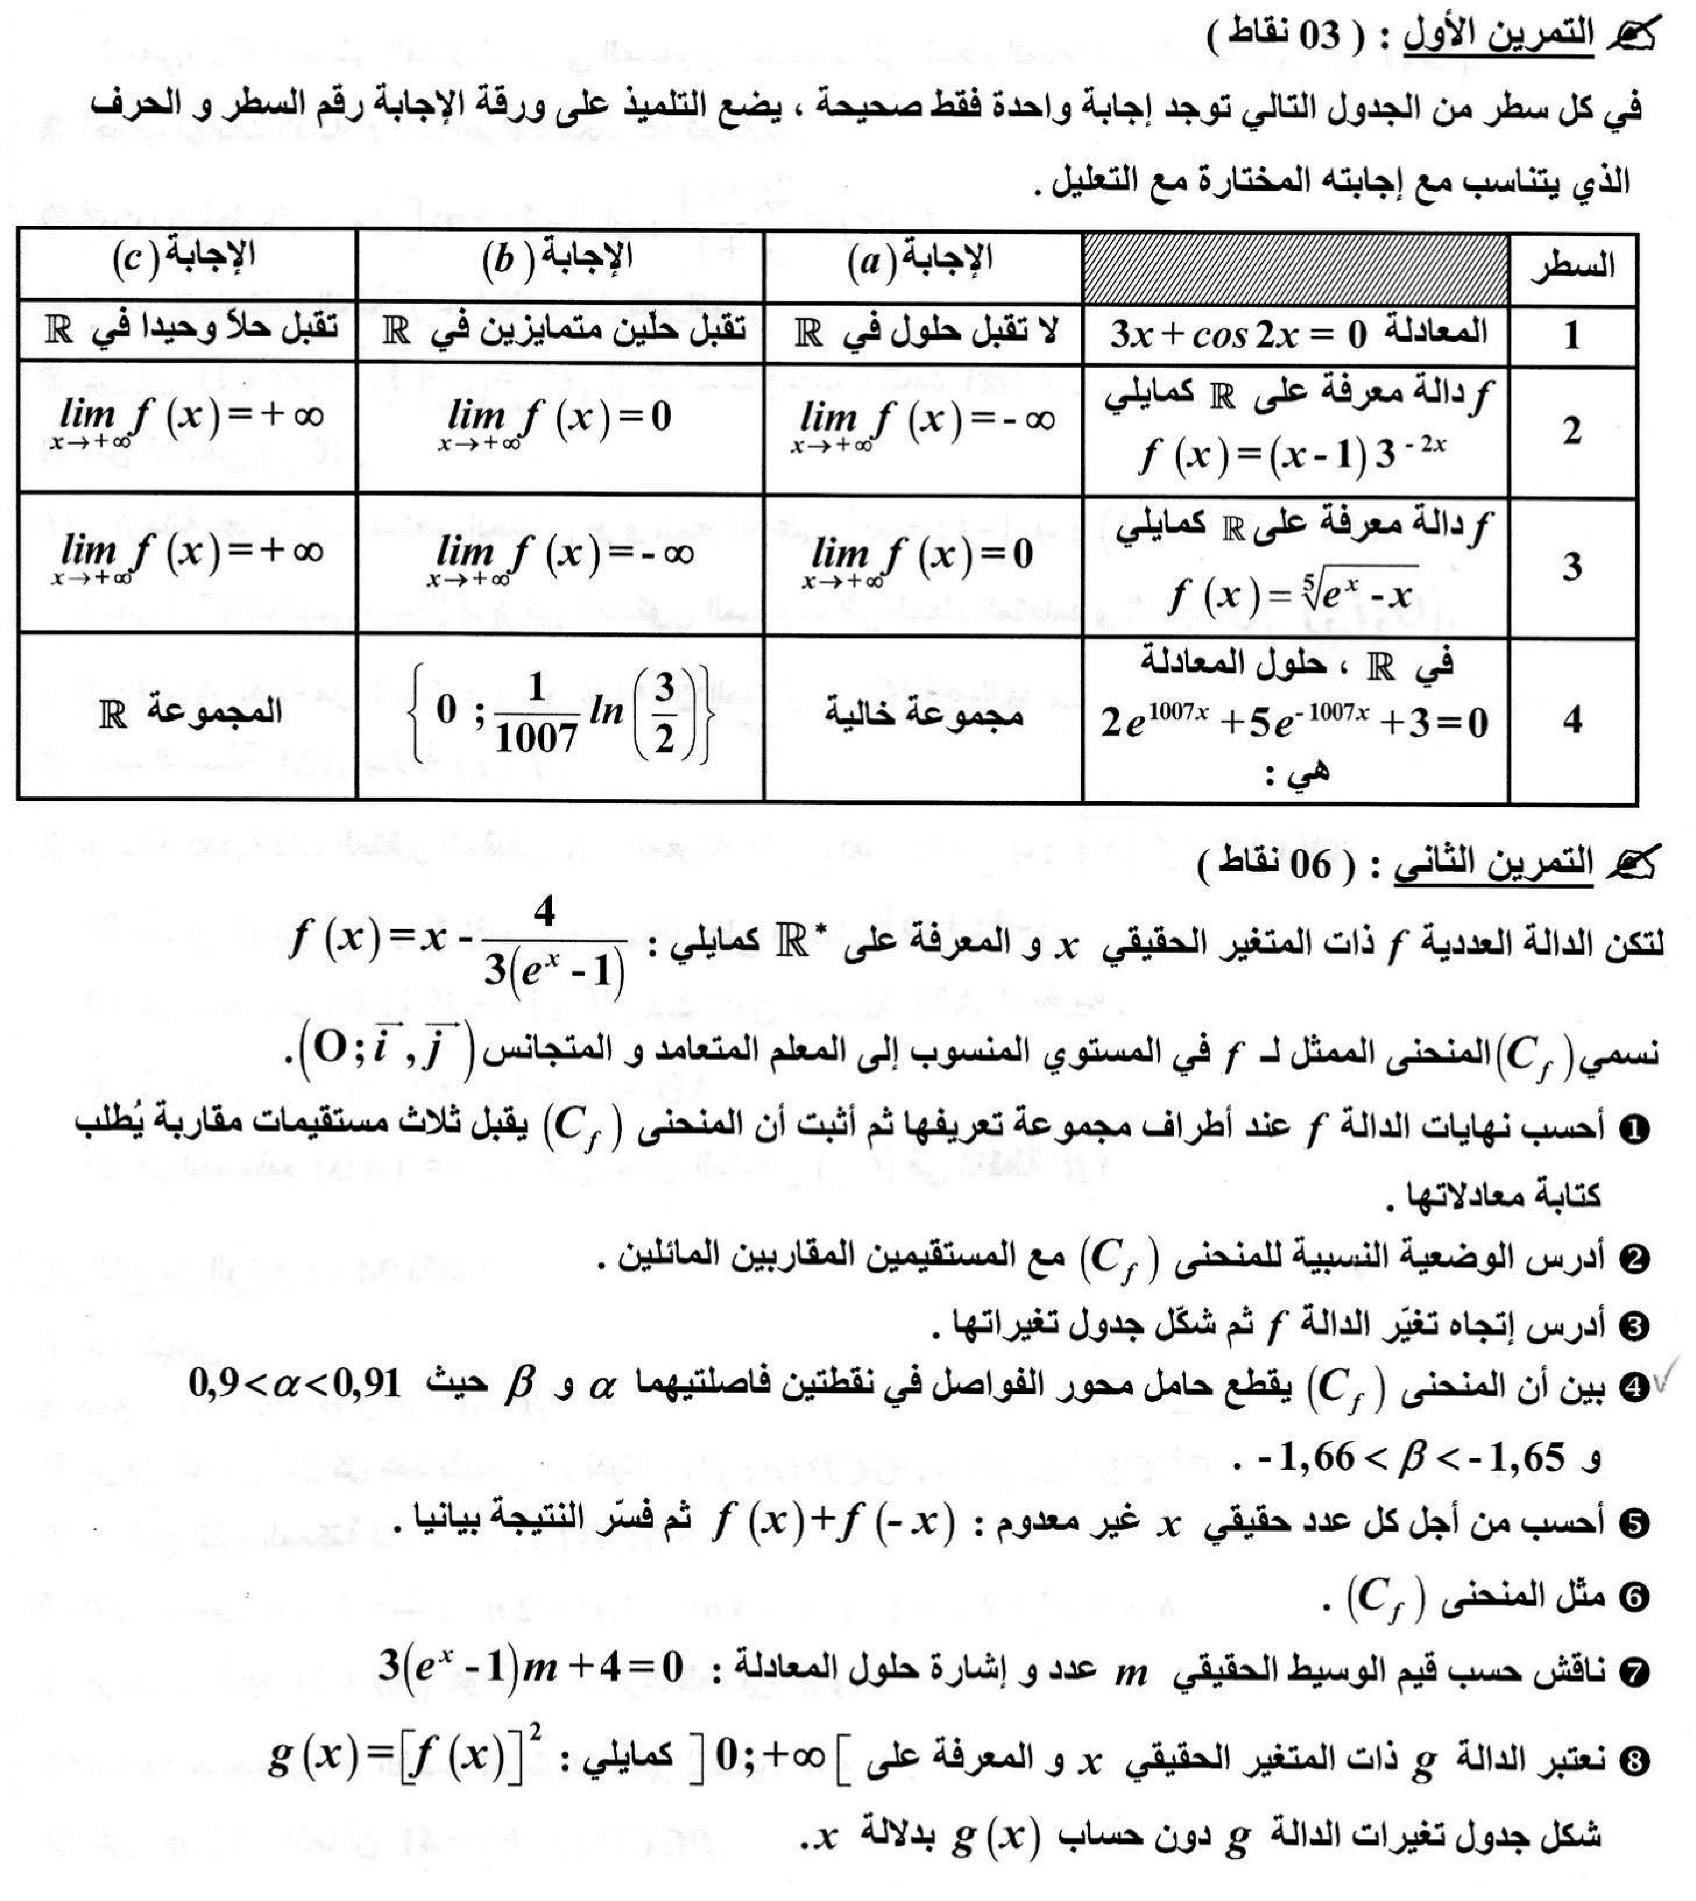 التمرين الأول : ( 03 نقاط )
في كل سطر من الجدول التالي توجد إجابة واحدة فقط صحيحة ، يضع التلميذ على ورقة الإجابة رقم السطر و الحرف
الذي يتناسب مع إجابته المختارة مع التعليل .
السطر الإجابة (a) الإجابة (b) الإجابة (c)
1 المعادلة 3x + cos 2x = 0 لا تقبل حلول في ℝ تقبل حلّين متمايزين في ℝ تقبل حلاّ وحيدا في ℝ
2 f دالة معرفة على ℝ كمايلي
f (x) = (x - 1) 3^{-2x} lim_{x→+∞} f (x) = - ∞ lim_{x→+∞} f (x) = 0 lim_{x→+∞} f (x) = + ∞
3 f دالة معرفة على ℝ كمايلي
f (x) = ⁵√(e^x - x) lim_{x→+∞} f (x) = 0 lim_{x→+∞} f (x) = - ∞ lim_{x→+∞} f (x) = + ∞
4 في ℝ ، حلول المعادلة
2e^{1007x} + 5e^{-1007x} + 3 = 0
هي : مجموعة خالية {0 ; 1/1007 ln (3/2)} المجموعة ℝ
التمرين الثاني : ( 06 نقاط )
لتكن الدالة العددية f ذات المتغير الحقيقي x و المعرفة على ℝ* كمايلي : f (x) = x - 4/(3(e^x - 1))
نسمي (C_f) المنحنى الممثل لـ f في المستوي المنسوب إلى المعلم المتعامد و المتجانس (O; i⃗ , j⃗).
❶ أحسب نهايات الدالة f عند أطراف مجموعة تعريفها ثم أثبت أن المنحنى (C_f) يقبل ثلاث مستقيمات مقاربة يُطلب
كتابة معادلاتها .
❷ أدرس الوضعية النسبية للمنحنى (C_f) مع المستقيمين المقاربين المائلين .
❸ أدرس إتجاه تغيّر الدالة f ثم شكّل جدول تغيراتها .
❹ بين أن المنحنى (C_f) يقطع حامل محور الفواصل في نقطتين فاصلتيهما α و β حيث 0,9 < α < 0,91
و -1,66 < β < -1,65 .
❺ أحسب من أجل كل عدد حقيقي x غير معدوم : f (x) + f (-x) ثم فسّر النتيجة بيانيا .
❻ مثّل المنحنى (C_f) .
❼ ناقش حسب قيم الوسيط الحقيقي m عدد و إشارة حلول المعادلة : 3(e^x - 1)m + 4 = 0
❽ نعتبر الدالة g ذات المتغير الحقيقي x و المعرفة على ]0;+∞[ كمايلي : g (x) = [f (x)]²
شكل جدول تغيرات الدالة g دون حساب g (x) بدلالة x.